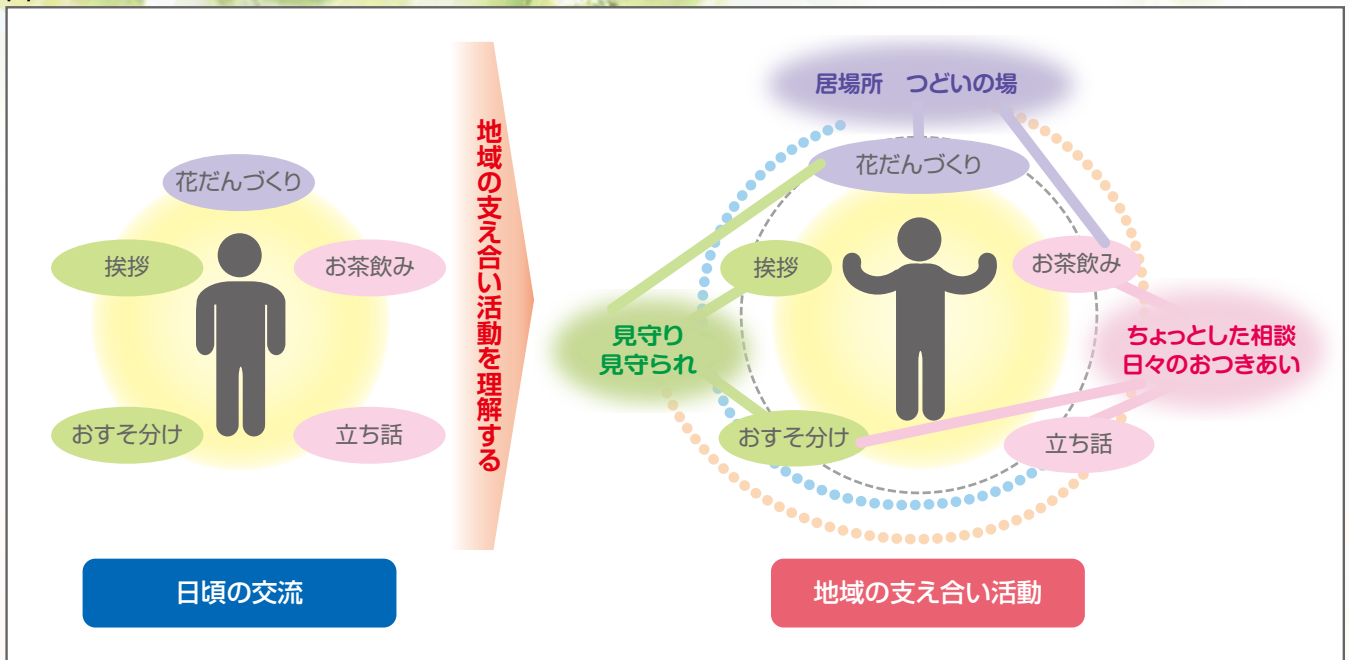 花だんづくり
挨拶
お茶飲み
おすそ分け
立ち話
日頃の交流
地域の支え合い活動を理解する
居場所　つどいの場
花だんづくり
挨拶
お茶飲み
見守り
見守られ
ちょっとした相談
日々のおつきあい
おすそ分け
立ち話
地域の支え合い活動